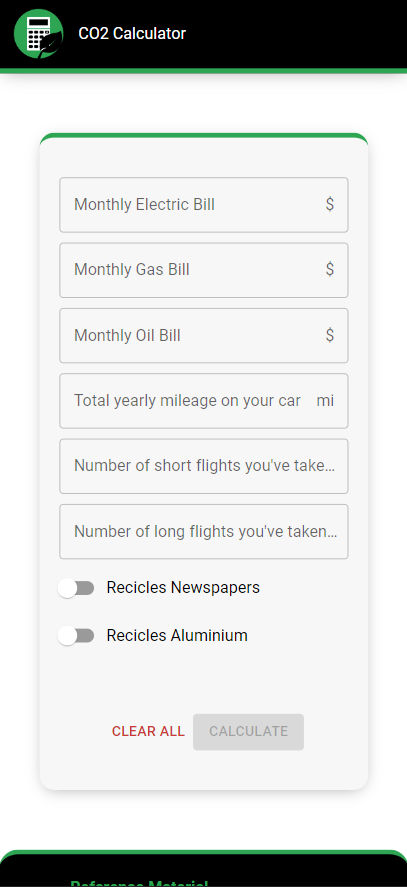 CO2 Calculator
Monthly Electric Bill $
Monthly Gas Bill $
Monthly Oil Bill $
Total yearly mileage on your car mi
Number of short flights you've take...
Number of long flights you've taken...
Recicles Newspapers
Recicles Aluminium
CLEAR ALL CALCULATE
Reference Material